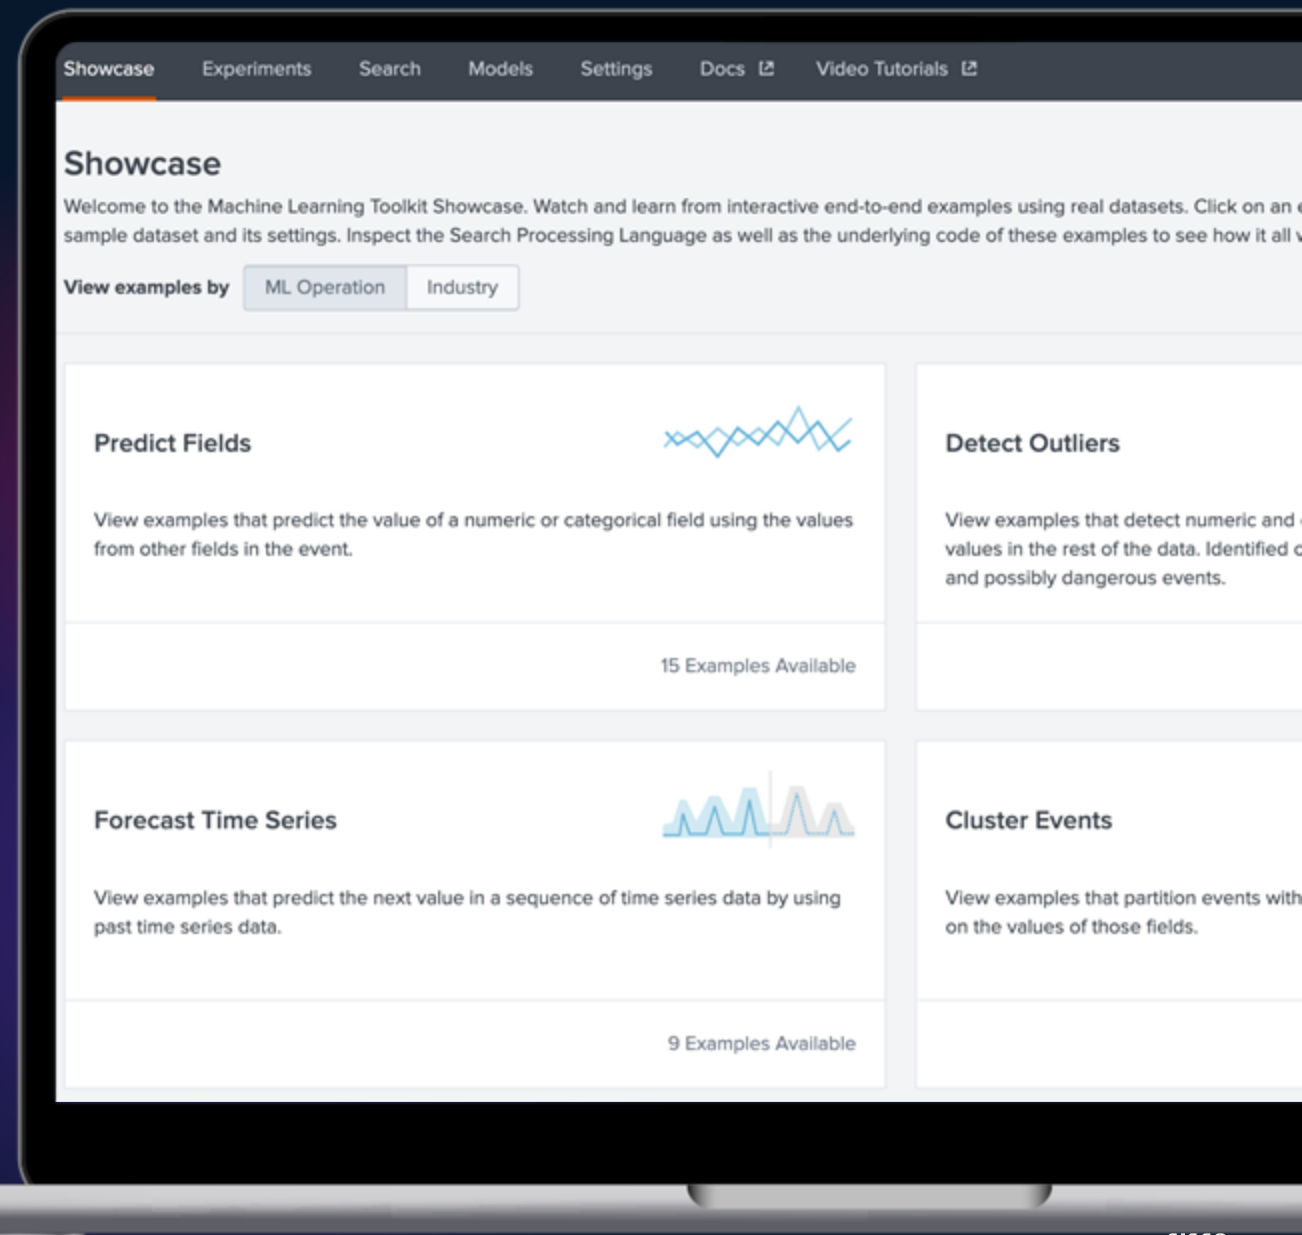 Showcase Experiments Search Models Settings Docs Video Tutorials
Showcase
Welcome to the Machine Learning Toolkit Showcase. Watch and learn from interactive end-to-end examples using real datasets. Click on an
sample dataset and its settings. Inspect the Search Processing Language as well as the underlying code of these examples to see how it all
View examples by ML Operation Industry
Predict Fields
View examples that predict the value of a numeric or categorical field using the values
from other fields in the event.
15 Examples Available
Detect Outliers
View examples that detect numeric and
values in the rest of the data. Identified
and possibly dangerous events.
Forecast Time Series
View examples that predict the next value in a sequence of time series data by using
past time series data.
9 Examples Available
Cluster Events
View examples that partition events with
on the values of those fields.